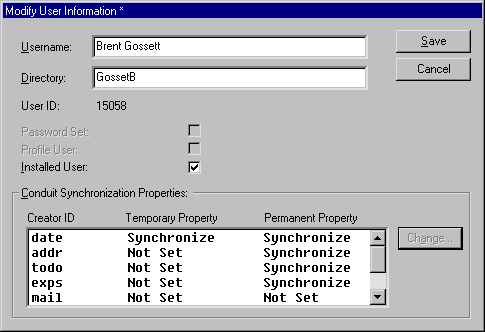 Modify User Information *
Username: Brent Gossett Save
Directory: GossetB Cancel
User ID: 15058
Password Set:
Profile User:
Installed User:
Conduit Synchronization Properties:
Creator ID Temporary Property Permanent Property
date Synchronize Synchronize
addr Not Set Synchronize
todo Not Set Synchronize
exps Not Set Synchronize
mail Not Set Not Set
Change...